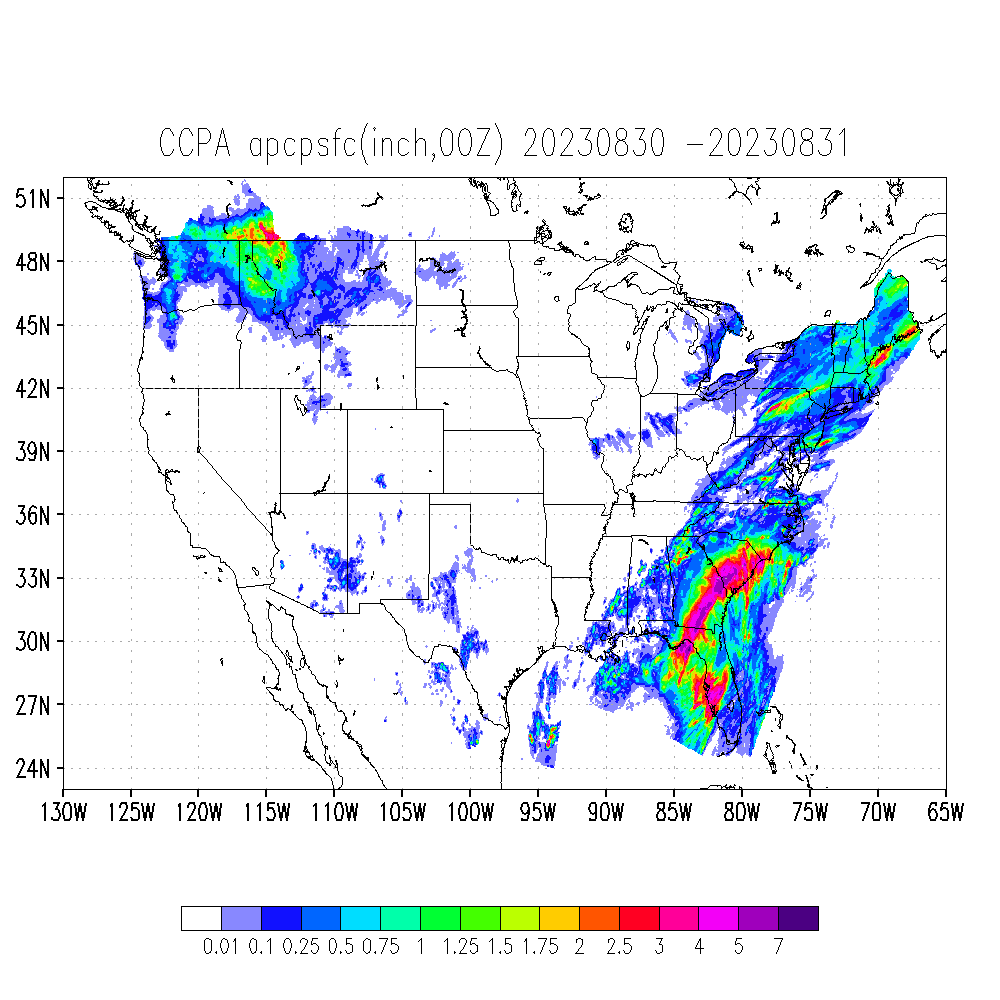 CCPA apcpsfc(inch,00Z) 20230830 -20230831
51N
48N
45N
42N
39N
36N
33N
30N
27N
24N
130W 125W 120W 115W 110W 105W 100W 95W 90W 85W 80W 75W 70W 65W
0.01 0.1 0.25 0.5 0.75 1 1.25 1.5 1.75 2 2.5 3 4 5 7